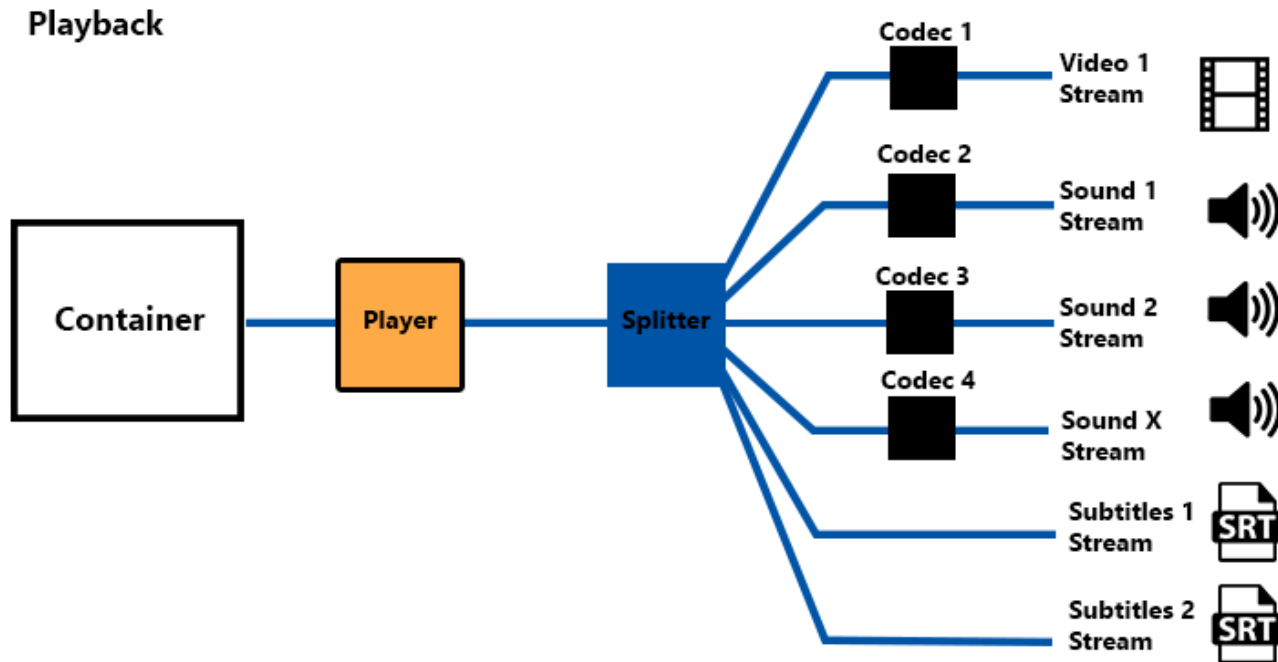 Playback
Container
Player
Splitter
Codec 1
Video 1
Stream
Codec 2
Sound 1
Stream
Codec 3
Sound 2
Stream
Codec 4
Sound X
Stream
Subtitles 1
Stream
SRT
Subtitles 2
Stream
SRT